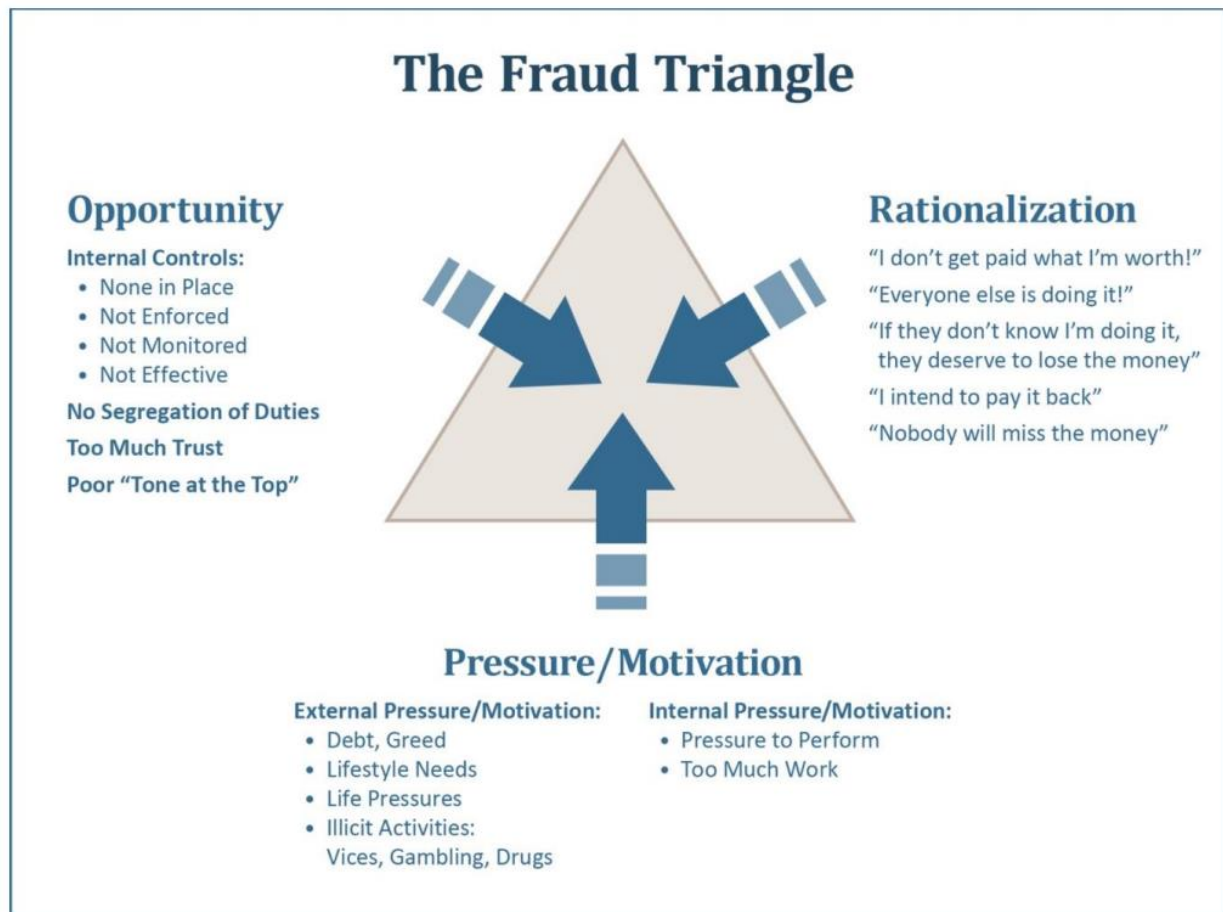 The Fraud Triangle
Opportunity
Internal Controls:
• None in Place
• Not Enforced
• Not Monitored
• Not Effective
No Segregation of Duties
Too Much Trust
Poor “Tone at the Top”
Rationalization
“I don’t get paid what I’m worth!”
“Everyone else is doing it!”
“If they don’t know I’m doing it,
they deserve to lose the money”
“I intend to pay it back”
“Nobody will miss the money”
Pressure/Motivation
External Pressure/Motivation:
• Debt, Greed
• Lifestyle Needs
• Life Pressures
• Illicit Activities:
Vices, Gambling, Drugs
Internal Pressure/Motivation:
• Pressure to Perform
• Too Much Work